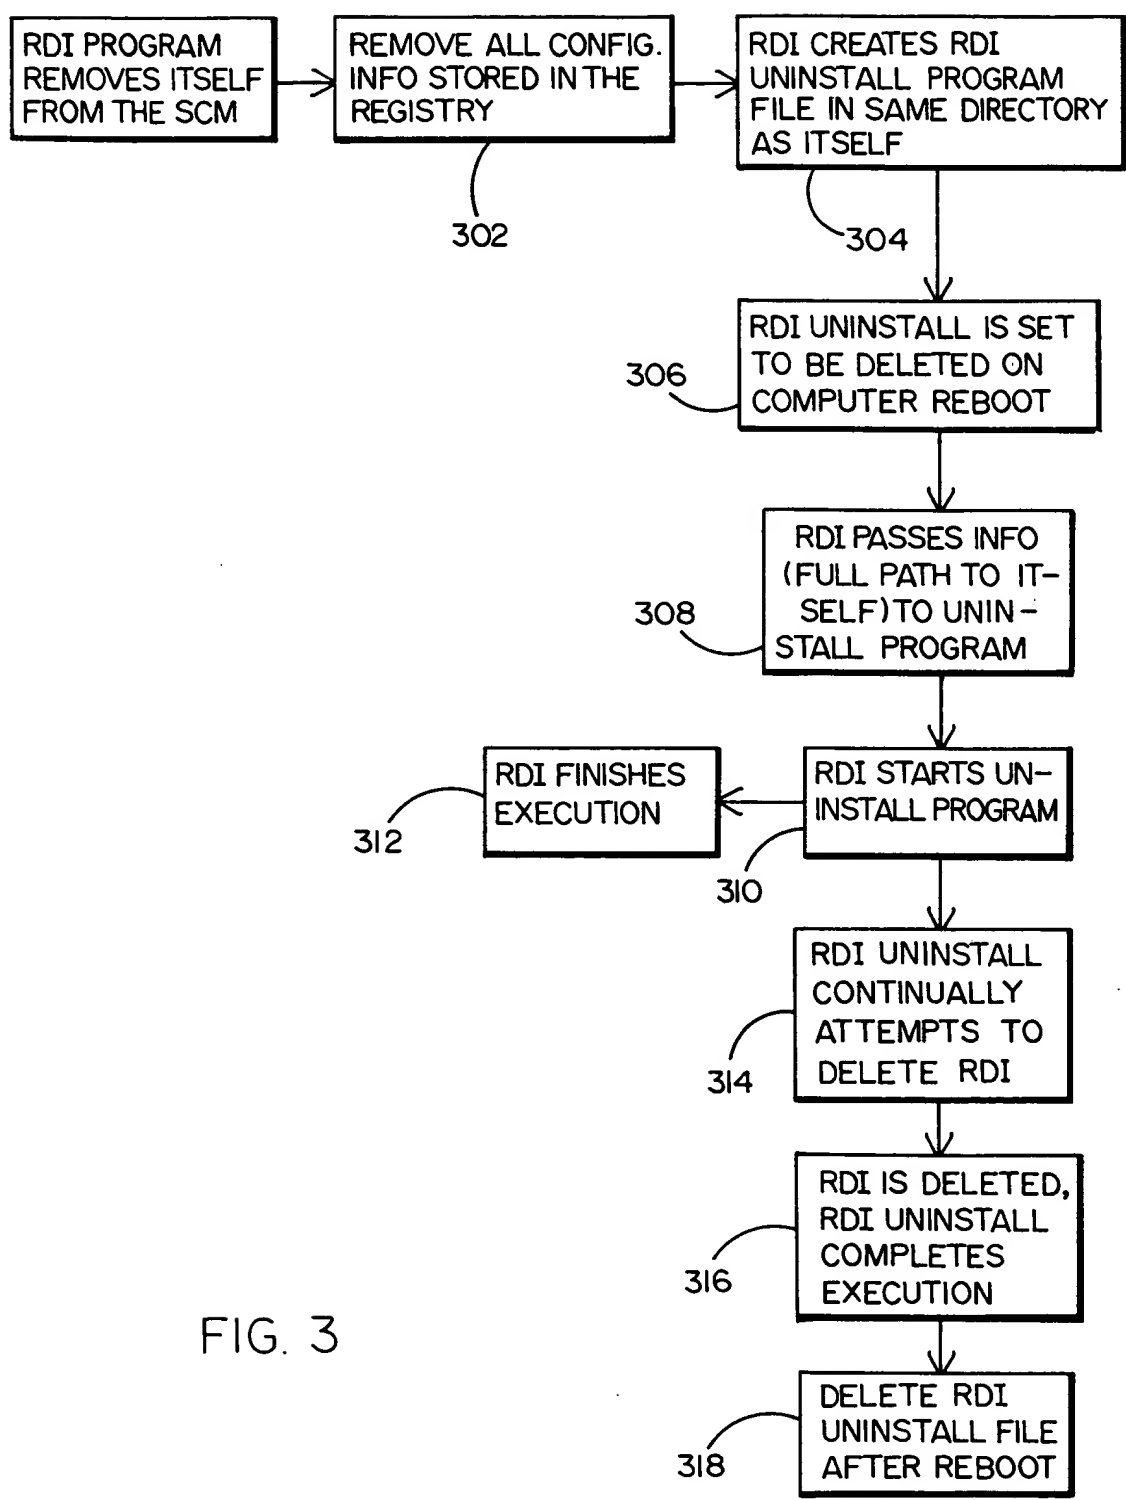 RDI PROGRAM
REMOVES ITSELF
FROM THE SCM
REMOVE ALL CONFIG.
INFO STORED IN THE
REGISTRY
302
RDI CREATES RDI
UNINSTALL PROGRAM
FILE IN SAME DIRECTORY
AS ITSELF
304
RDI UNINSTALL IS SET
TO BE DELETED ON
COMPUTER REBOOT
306
RDI PASSES INFO
(FULL PATH TO IT-
SELF) TO UNIN-
STALL PROGRAM
308
RDI STARTS UN-
INSTALL PROGRAM
310
RDI FINISHES
EXECUTION
312
RDI UNINSTALL
CONTINUALLY
ATTEMPTS TO
DELETE RDI
314
RDI IS DELETED,
RDI UNINSTALL
COMPLETES
EXECUTION
316
DELETE RDI
UNINSTALL FILE
AFTER REBOOT
318
FIG. 3